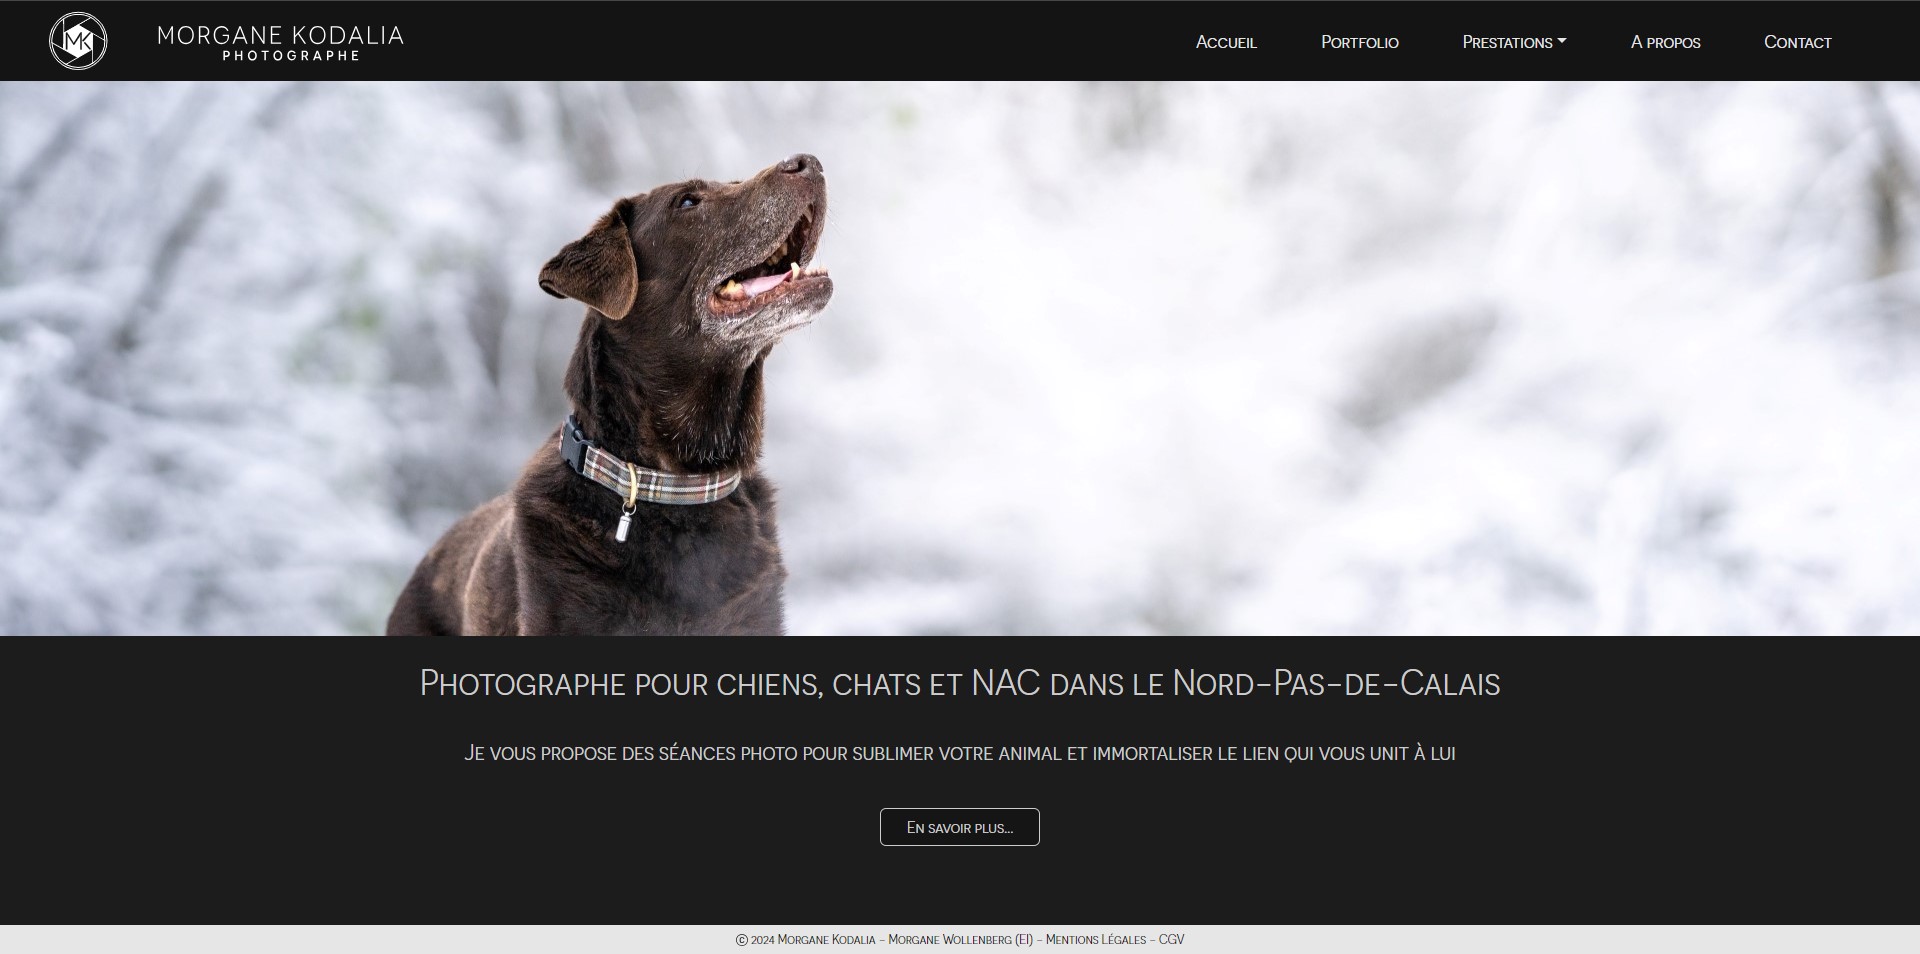 MK
MORGANE KODALIA
PHOTOGRAPHE
Accueil
Portfolio
Prestations
A propos
Contact
Photographe pour chiens, chats et NAC dans le Nord-Pas-de-Calais
Je vous propose des séances photo pour sublimer votre animal et immortaliser le lien qui vous unit à lui
En savoir plus...
© 2024 Morgane Kodalia - Morgane Wollenberg (EI) - Mentions Légales - CGV